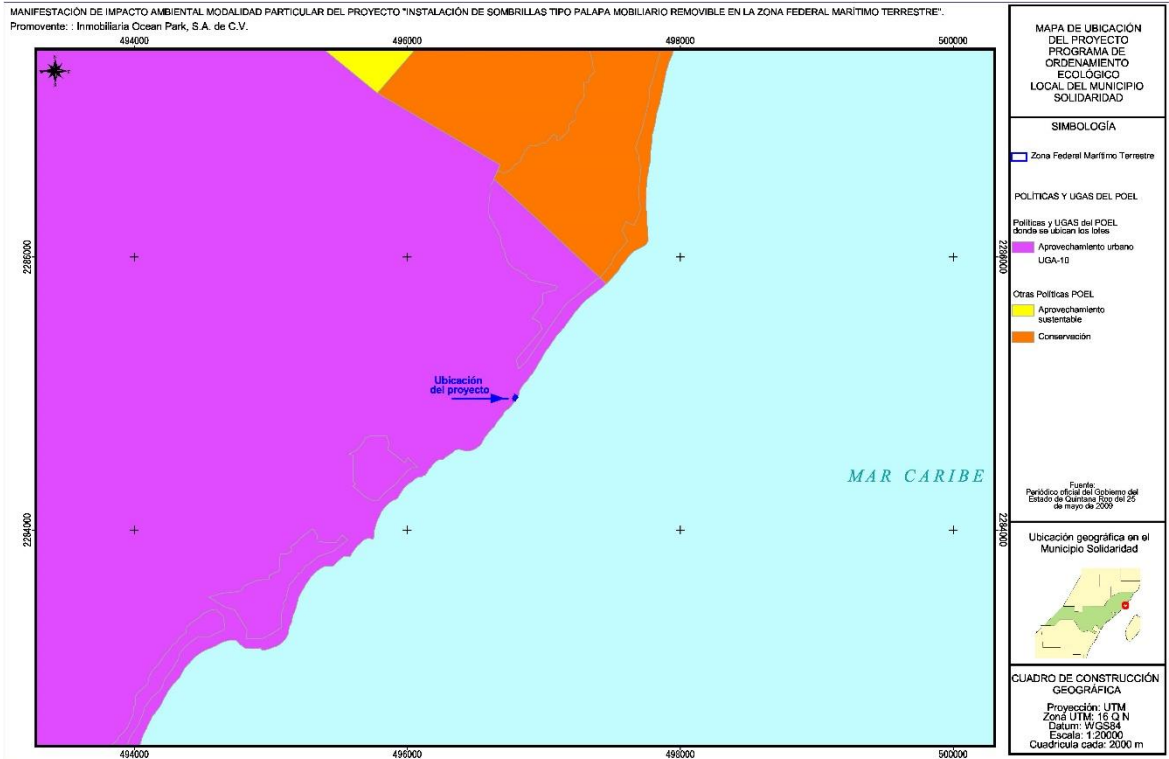 MANIFESTACIÓN DE IMPACTO AMBIENTAL MODALIDAD PARTICULAR DEL PROYECTO "INSTALACIÓN DE SOMBRILLAS TIPO PALAPA MOBILIARIO REMOVIBLE EN LA ZONA FEDERAL MARÍTIMO TERRESTRE".
Promovente: : Inmobiliaria Ocean Park, S.A. de C.V.
494000
496000
498000
500000
2286000
2286000
Ubicación
del proyecto
MAR CARIBE
2284000
2284000
494000
496000
498000
500000
MAPA DE UBICACIÓN
DEL PROYECTO
PROGRAMA DE
ORDENAMIENTO
ECOLÓGICO
LOCAL DEL MUNICIPIO
SOLIDARIDAD
SIMBOLOGÍA
Zona Federal Marítimo Terrestre
POLÍTICAS Y UGAS DEL POEL
Políticas y UGAS del POEL
donde se ubican los lotes
Aprovechamiento urbano
UGA-10
Otras Políticas POEL
Aprovechamiento
sustentable
Conservación
Fuente:
Periódico oficial del Gobierno del
Estado de Quintana Roo del 25
de mayo de 2009
Ubicación geográfica en el
Municipio Solidaridad
CUADRO DE CONSTRUCCIÓN
GEOGRÁFICA
Proyección: UTM
Zona UTM: 16 Q N
Datum: WGS84
Escala: 1:20000
Cuadrícula cada: 2000 m